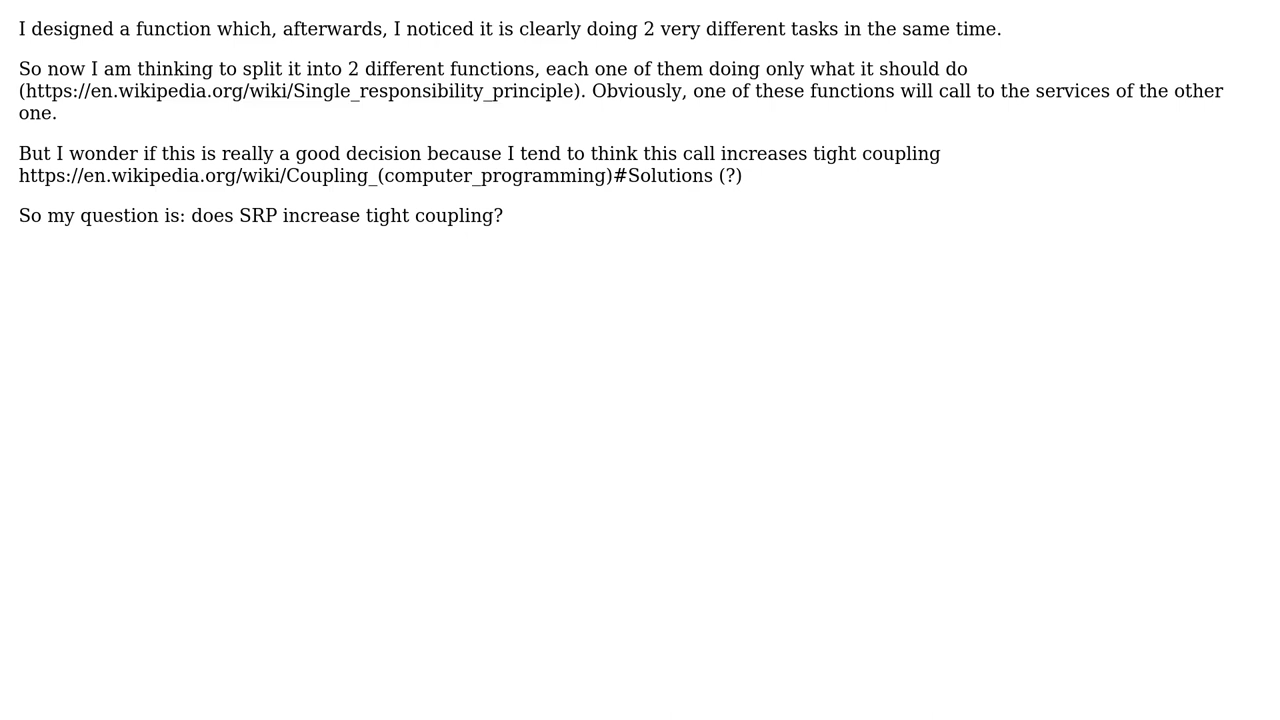 I designed a function which, afterwards, I noticed it is clearly doing 2 very different tasks in the same time.
So now I am thinking to split it into 2 different functions, each one of them doing only what it should do
(https://en.wikipedia.org/wiki/Single_responsibility_principle). Obviously, one of these functions will call to the services of the other
one.
But I wonder if this is really a good decision because I tend to think this call increases tight coupling
https://en.wikipedia.org/wiki/Coupling_(computer_programming)#Solutions (?)
So my question is: does SRP increase tight coupling?